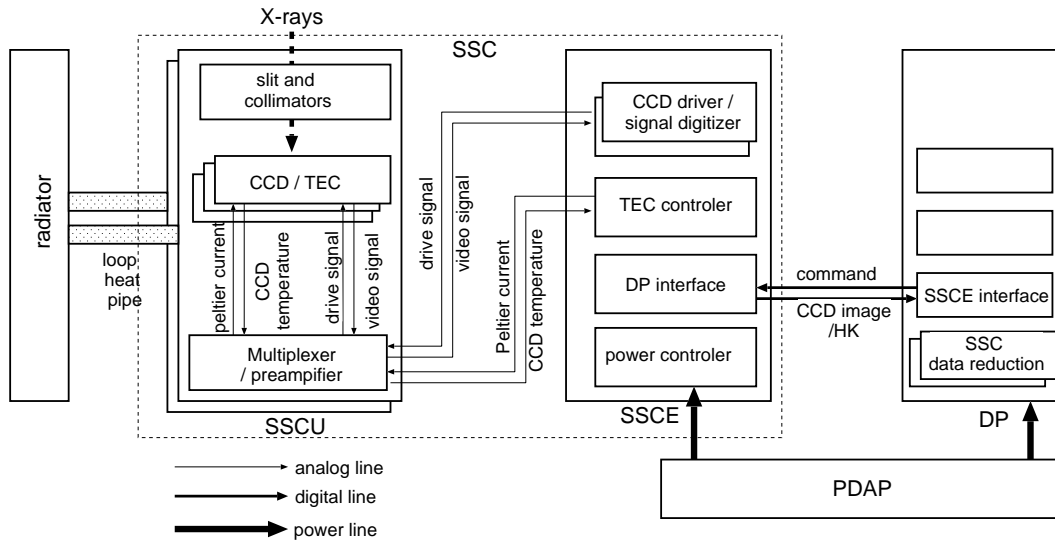 X-rays
SSC
slit and
collimators
CCD / TEC
radiator
loop
heat
pipe
peltier current
CCD
temperature
drive signal
video signal
Multiplexer
/ preampifier
SSCU
drive signal
video signal
Peltier current
CCD temperature
CCD driver /
signal digitizer
TEC controler
DP interface
power controler
SSCE
command
CCD image
/HK
SSCE interface
SSC
data reduction
DP
PDAP
analog line
digital line
power line